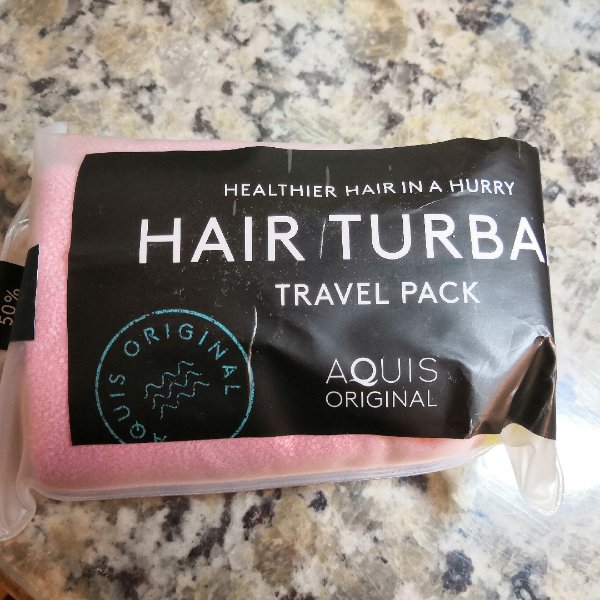 HEALTHIER HAIR IN A HURRY
HAIR TURBA
TRAVEL PACK
AQUIS
ORIGINAL
AQUIS ORIGINAL
50%